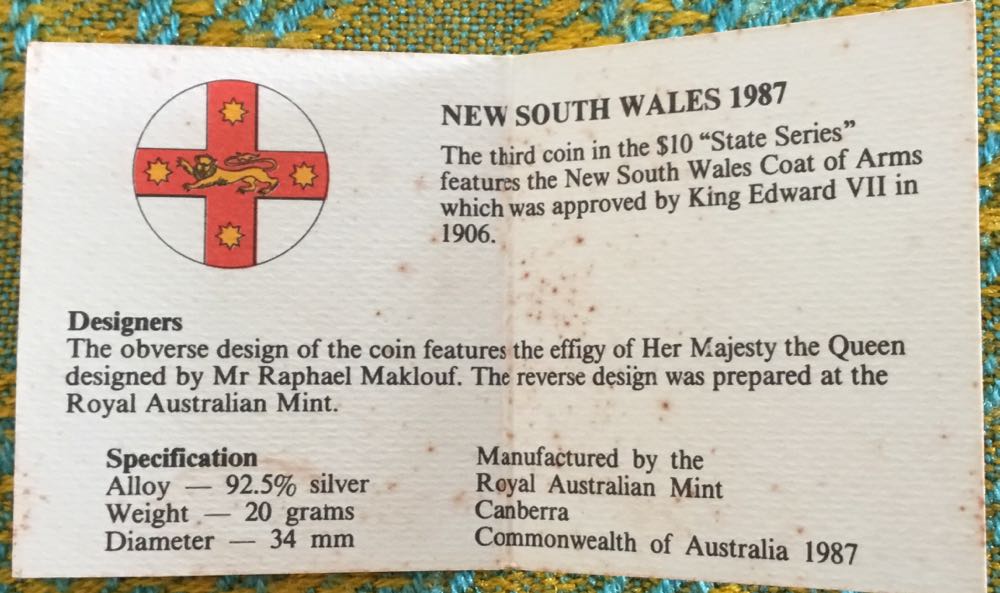 NEW SOUTH WALES 1987
The third coin in the $10 “State Series”
features the New South Wales Coat of Arms
which was approved by King Edward VII in
1906.
Designers
The obverse design of the coin features the effigy of Her Majesty the Queen
designed by Mr Raphael Maklouf. The reverse design was prepared at the
Royal Australian Mint.
Specification
Alloy — 92.5% silver
Weight — 20 grams
Diameter — 34 mm
Manufactured by the
Royal Australian Mint
Canberra
Commonwealth of Australia 1987